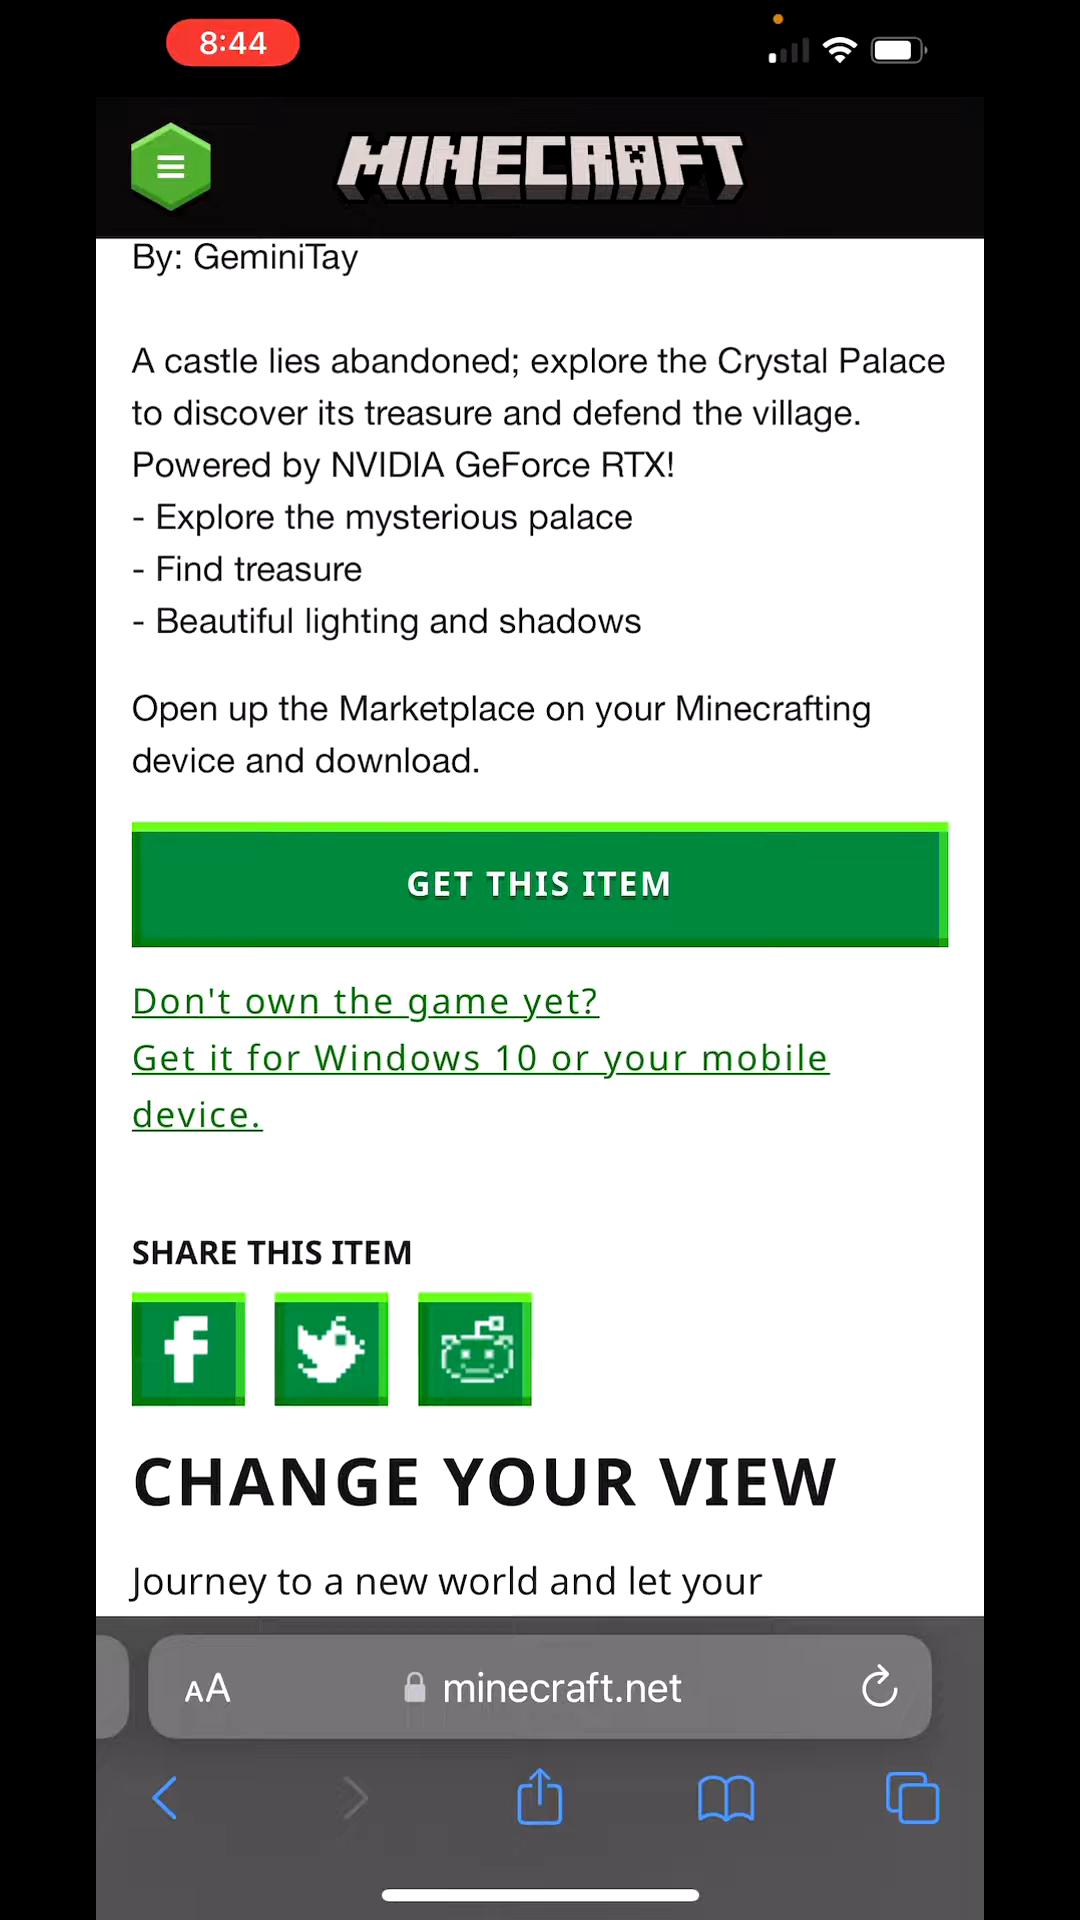 8:44
MINECRAFT
By: GeminiTay
A castle lies abandoned; explore the Crystal Palace
to discover its treasure and defend the village.
Powered by NVIDIA GeForce RTX!
- Explore the mysterious palace
- Find treasure
- Beautiful lighting and shadows
Open up the Marketplace on your Minecrafting
device and download.
GET THIS ITEM
Don't own the game yet?
Get it for Windows 10 or your mobile
device.
SHARE THIS ITEM
CHANGE YOUR VIEW
Journey to a new world and let your
AA minecraft.net